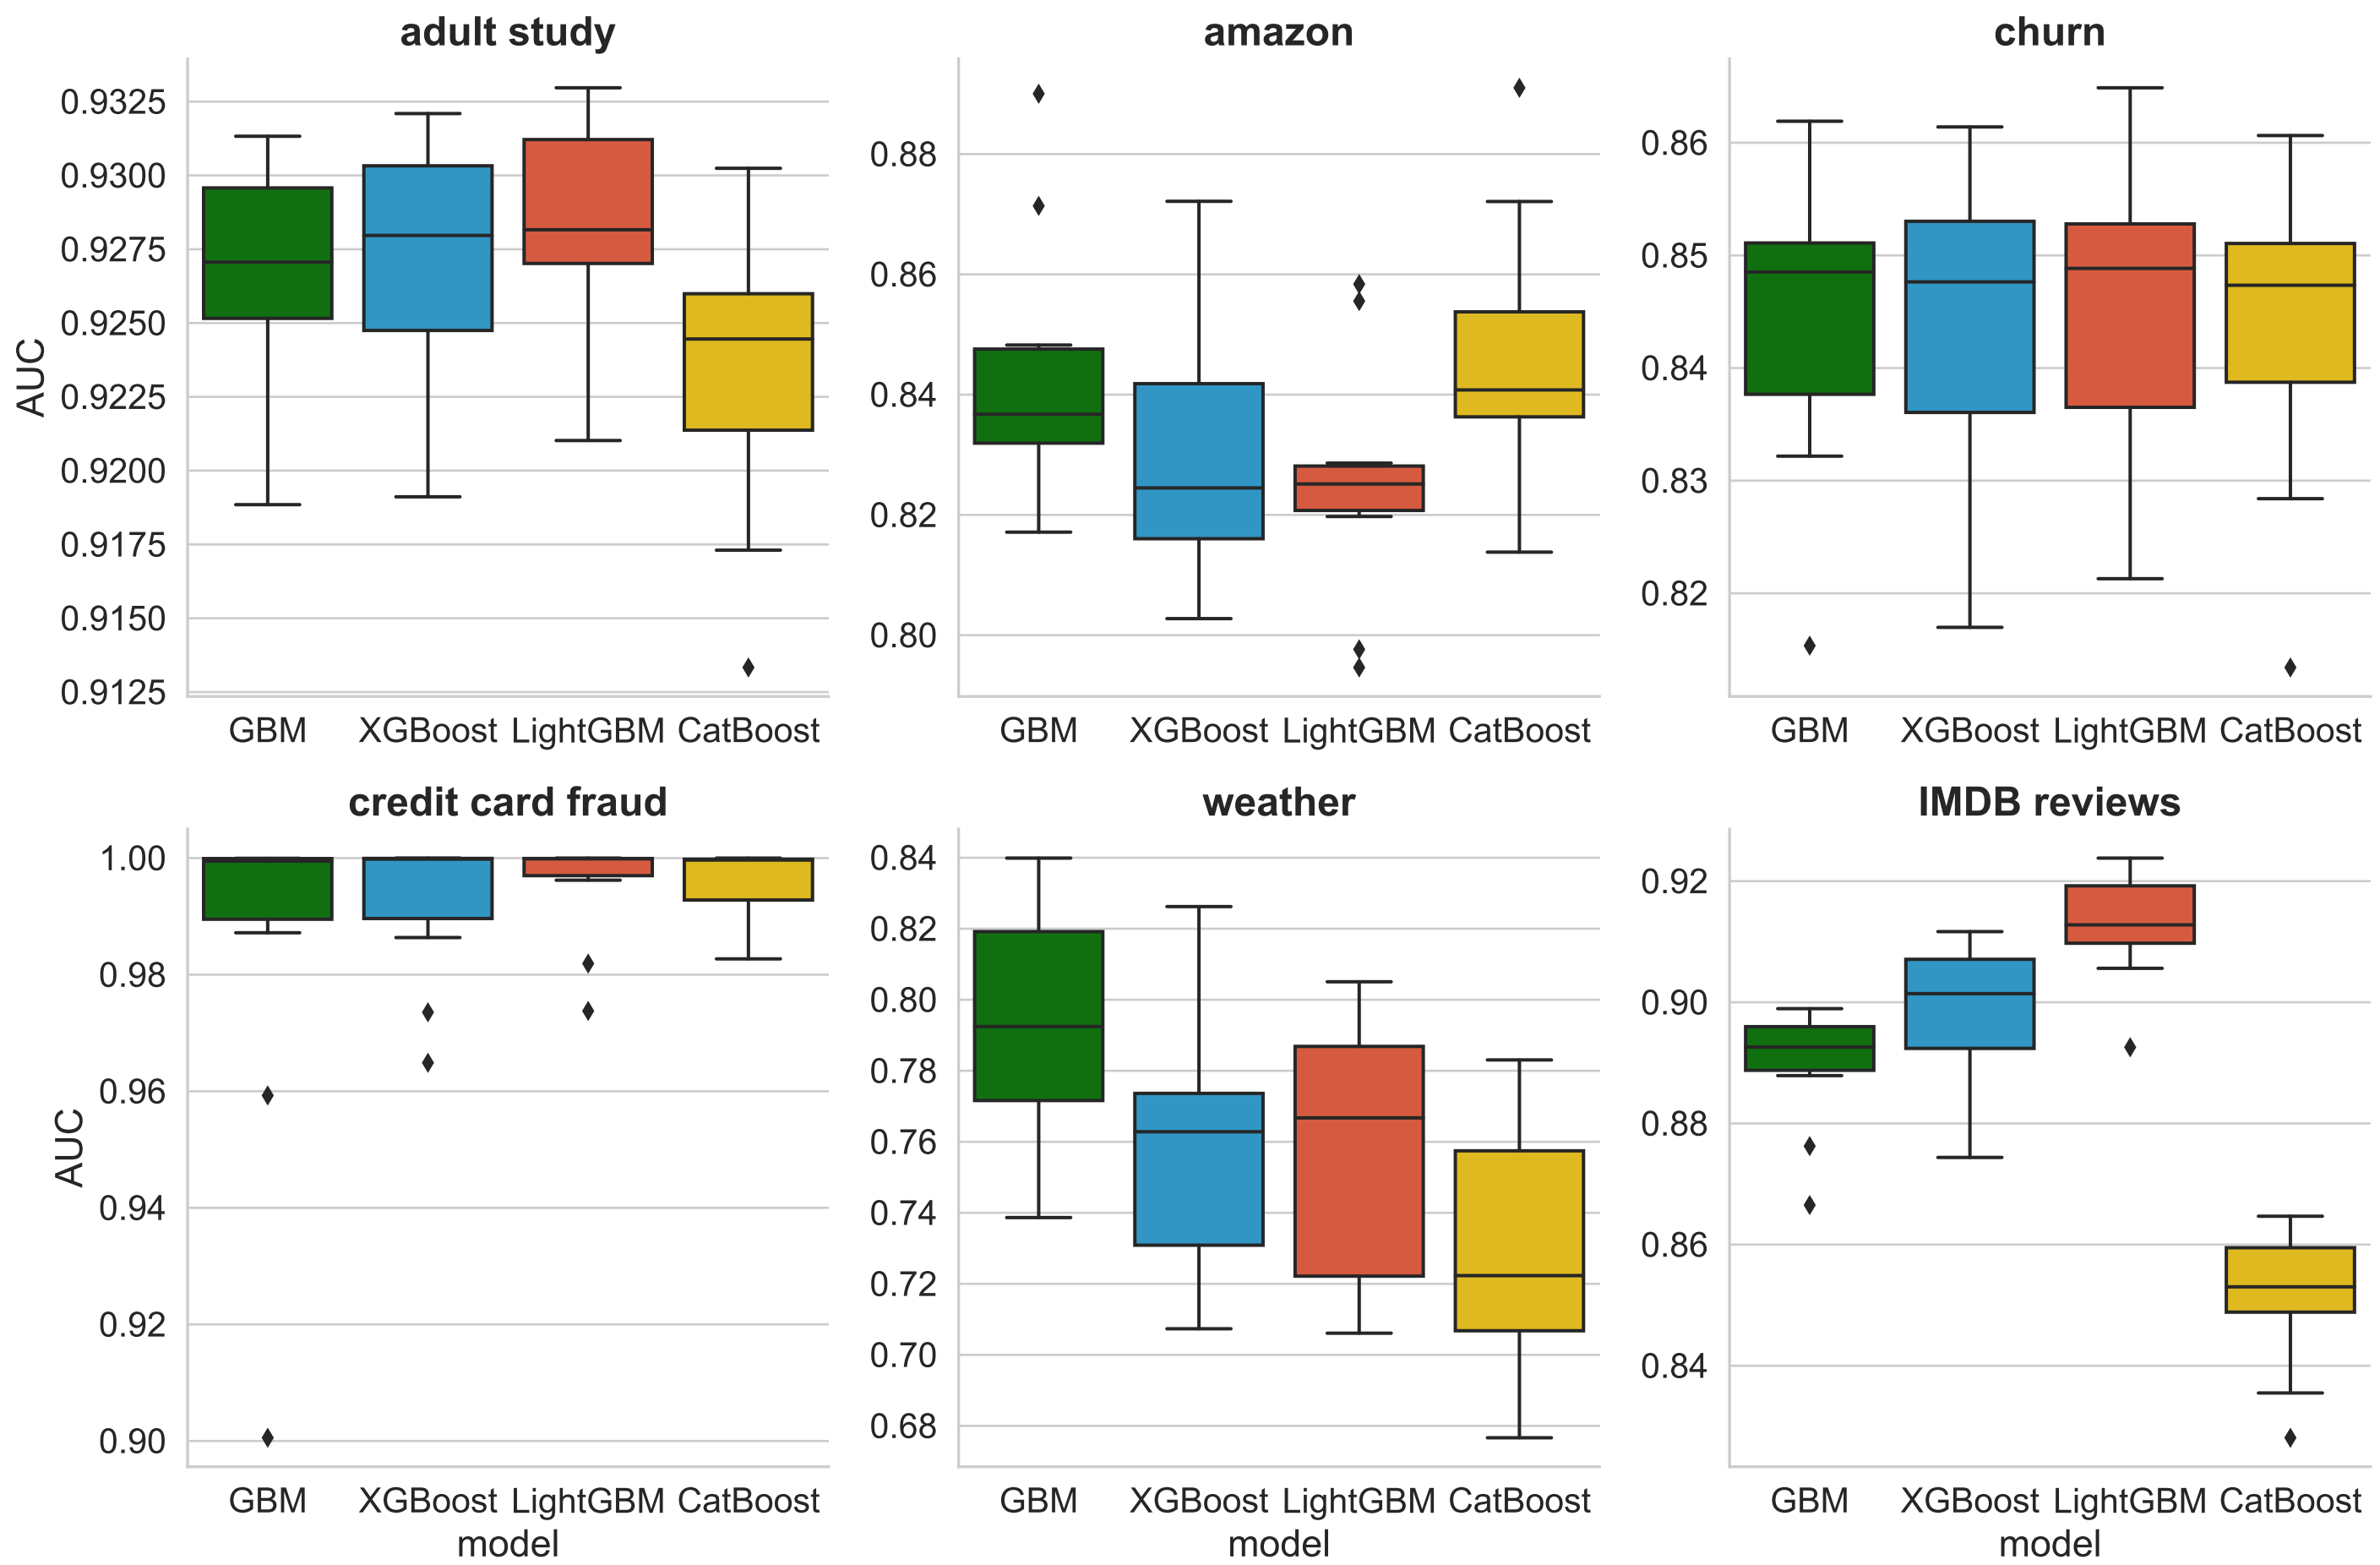 adult study
amazon
churn
AUC
0.9325
0.9300
0.9275
0.9250
0.9225
0.9200
0.9175
0.9150
0.9125
GBM XGBoost LightGBM CatBoost
0.88
0.86
0.84
0.82
0.80
GBM XGBoost LightGBM CatBoost
0.86
0.85
0.84
0.83
0.82
GBM XGBoost LightGBM CatBoost
credit card fraud
weather
IMDB reviews
AUC
1.00
0.98
0.96
0.94
0.92
0.90
GBM XGBoost LightGBM CatBoost
model
0.84
0.82
0.80
0.78
0.76
0.74
0.72
0.70
0.68
GBM XGBoost LightGBM CatBoost
model
0.92
0.90
0.88
0.86
0.84
GBM XGBoost LightGBM CatBoost
model